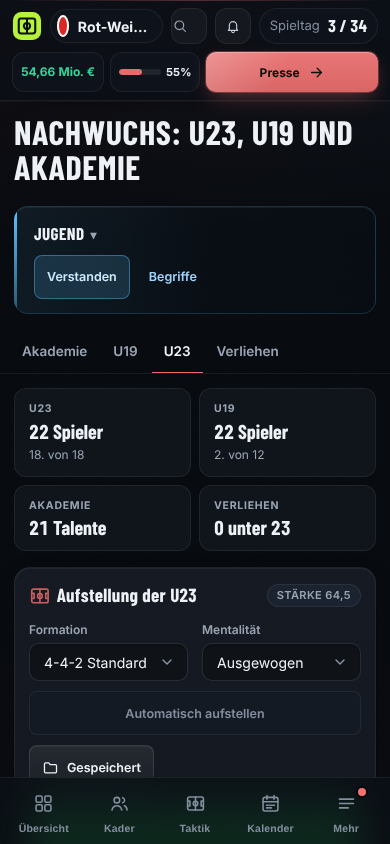 Rot-Wei...
Spieltag 3 / 34
54,66 Mio. €
55%
Presse →
NACHWUCHS: U23, U19 UND
AKADEMIE
JUGEND ▾
Verstanden
Begriffe
Akademie
U19
U23
Verleihen
U23
22 Spieler
18. von 18
U19
22 Spieler
2. von 12
AKADEMIE
21 Talente
VERLIEHEN
0 unter 23
Aufstellung der U23
STÄRKE 64,5
Formation
4-4-2 Standard
Mentalität
Ausgewogen
Automatisch aufstellen
Gespeichert
Übersicht
Kader
Taktik
Kalender
Mehr